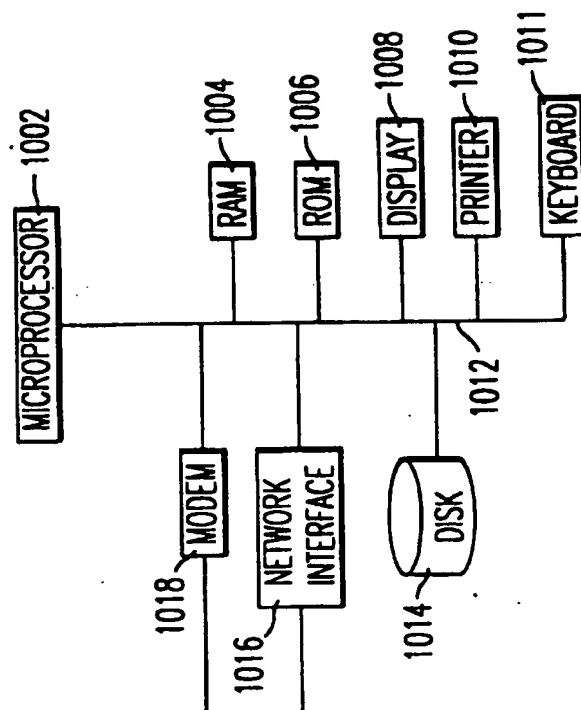 MICROPROCESSOR
1002
RAM
1004
ROM
1006
DISPLAY
1008
PRINTER
1010
KEYBOARD
1011
1012
MODEM
1018
NETWORK
INTERFACE
1016
DISK
1014